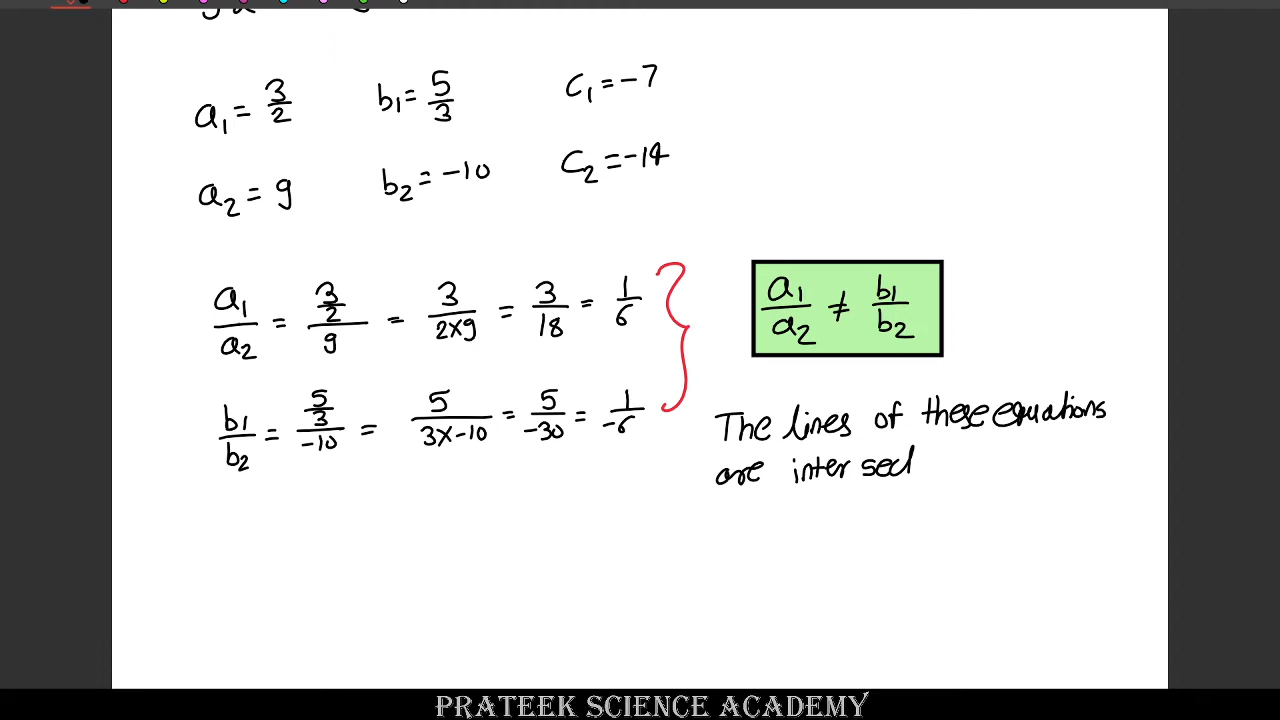 a₁ = 3/2 b₁ = 5/3 C₁ = -7
a₂ = 9 b₂ = -10 C₂ = -14
a₁/a₂ = (3/2)/9 = 3/(2×9) = 3/18 = 1/6
a₁/a₂ ≠ b₁/b₂
b₁/b₂ = (5/3)/-10 = 5/(3×-10) = 5/-30 = 1/-6
The lines of these equations
are intersect
PRATEEK SCIENCE ACADEMY